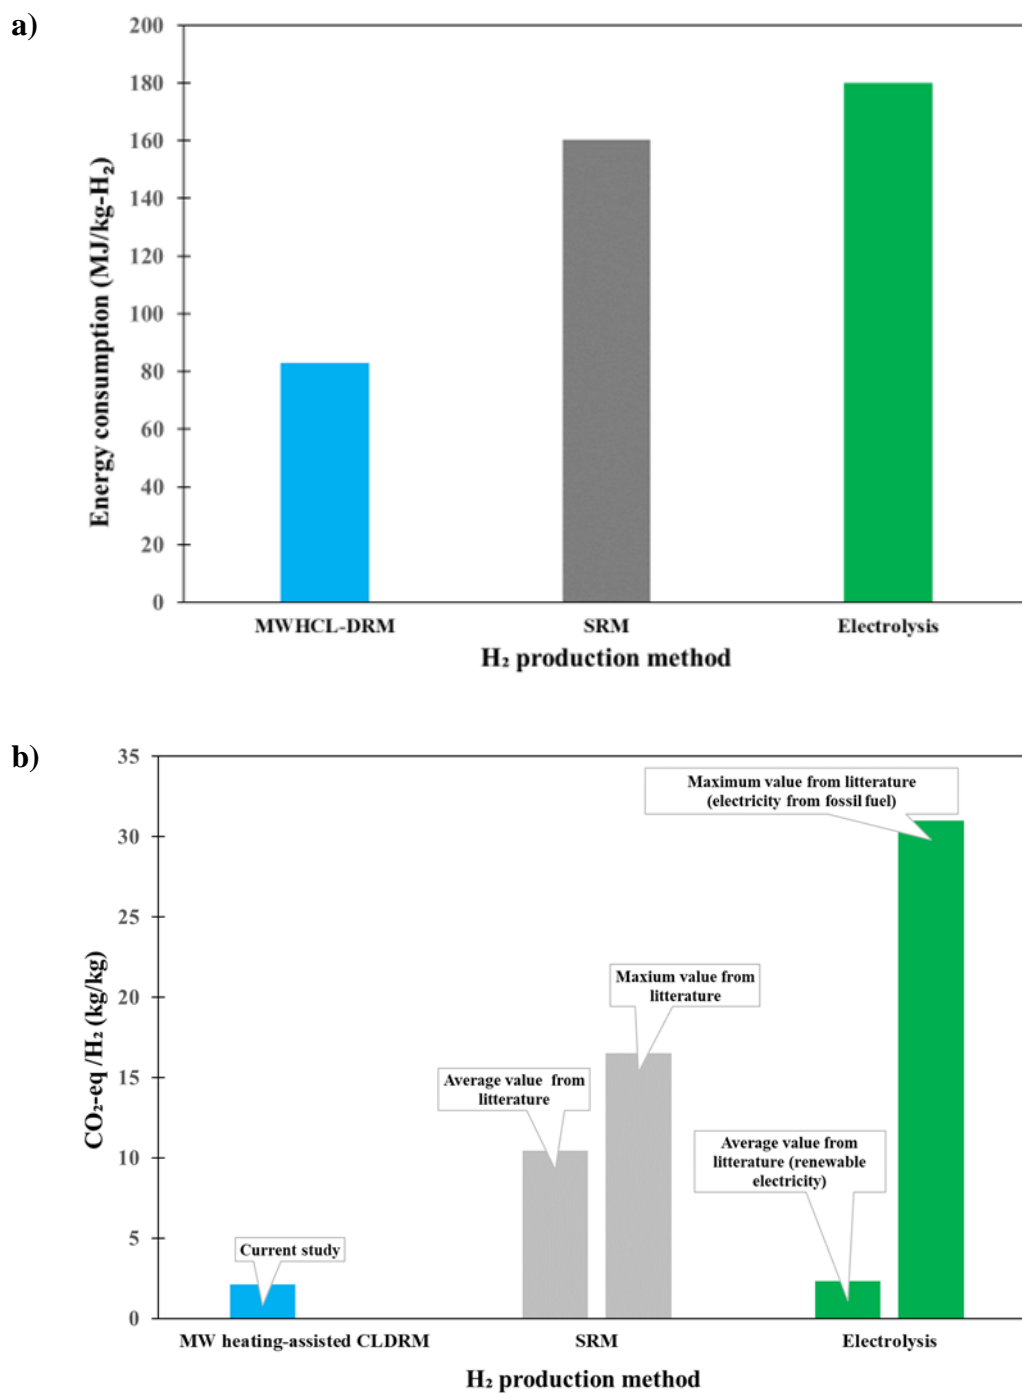 a)
200
180
160
140
120
100
80
60
40
20
0
Energy consumption (MJ/kg-H₂)
MWHCL-DRM
SRM
Electrolysis
H₂ production method
b)
35
30
25
20
15
10
5
0
CO₂-eq /H₂ (kg/kg)
Maximum value from litterature
(electricity from fossil fuel)
Maxium value from
litterature
Average value from
litterature
Average value from
litterature (renewable
electricity)
Current study
MW heating-assisted CLDRM
SRM
Electrolysis
H₂ production method